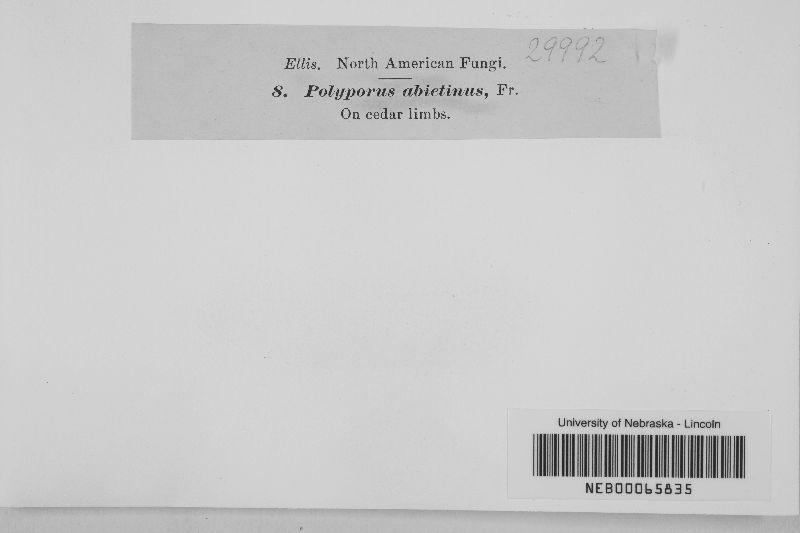 29992
Ellis. North American Fungi.
8. Polyporus abietinus, Fr.
On cedar limbs.
University of Nebraska - Lincoln
NEB00065835